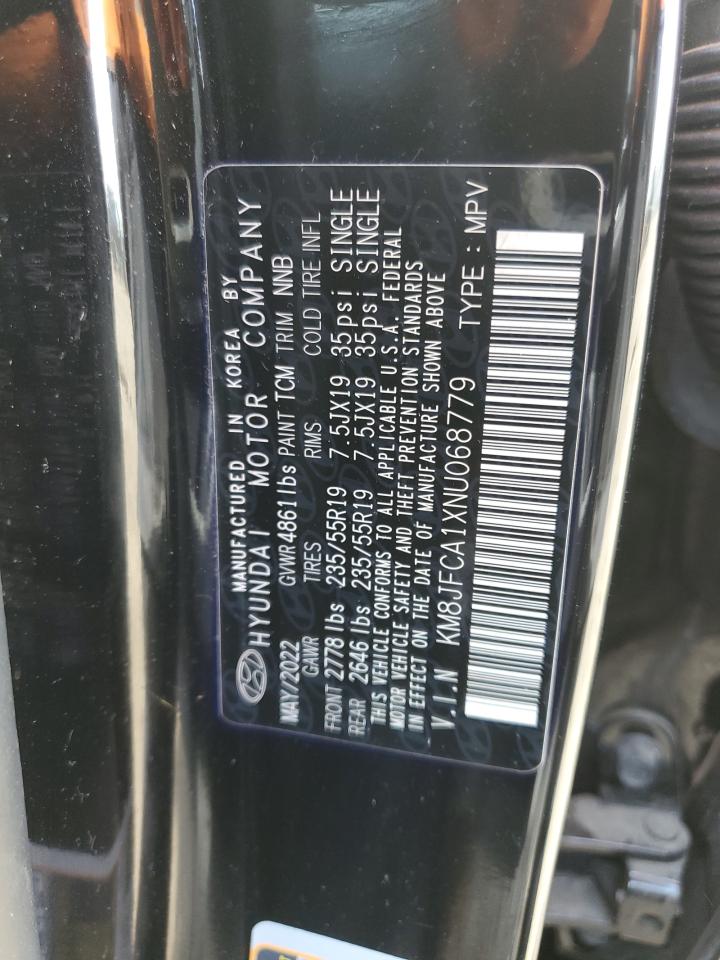 MANUFACTURED IN KOREA BY
HYUNDAI MOTOR COMPANY
MAY/2022 GVWR 4861 lbs PAINT TCM TRIM NNB
GAWR TIRES RIMS COLD TIRE INFL
FRONT 2778 lbs 235/55R19 7.5JX19 35psi SINGLE
REAR 2646 lbs 235/55R19 7.5JX19 35psi SINGLE
THIS VEHICLE CONFORMS TO ALL APPLICABLE U.S.A. FEDERAL
MOTOR VEHICLE SAFETY AND THEFT PREVENTION STANDARDS
IN EFFECT ON THE DATE OF MANUFACTURE SHOWN ABOVE
V.I.N KM8JFCA1XNU068779 TYPE : MPV